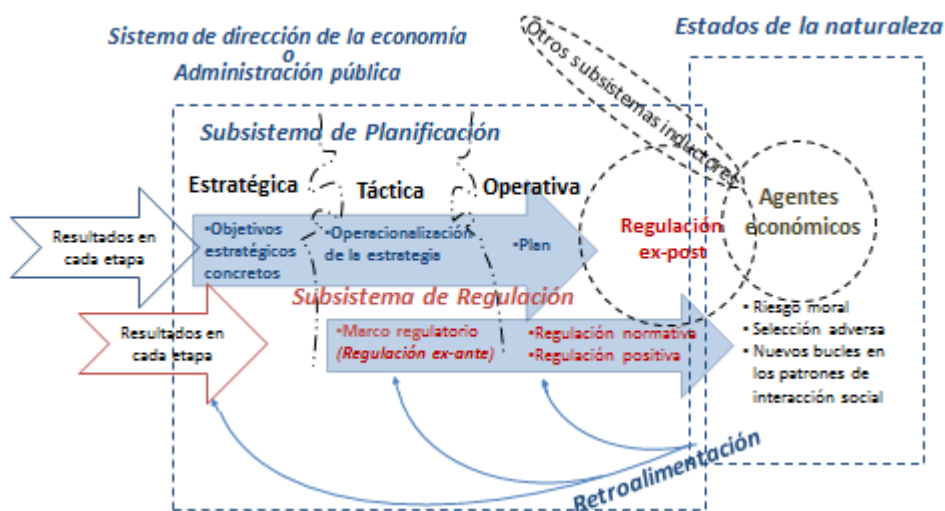 Sistema de dirección de la economía
o
Administración pública
Estados de la naturaleza
Otros subsistemas inductores
Subsistema de Planificación
Estratégica
Táctica
Operativa
Resultados en
cada etapa
•Objetivos
estratégicos
concretos
•Operacionalización
de la estrategia
•Plan
Regulación
ex-post
Agentes
económicos
Subsistema de Regulación
Resultados en
cada etapa
•Marco regulatorio
(Regulación ex-ante)
•Regulación normativa
•Regulación positiva
• Riesgo moral
• Selección adversa
• Nuevos bucles en
los patrones de
interacción social
Retroalimentación